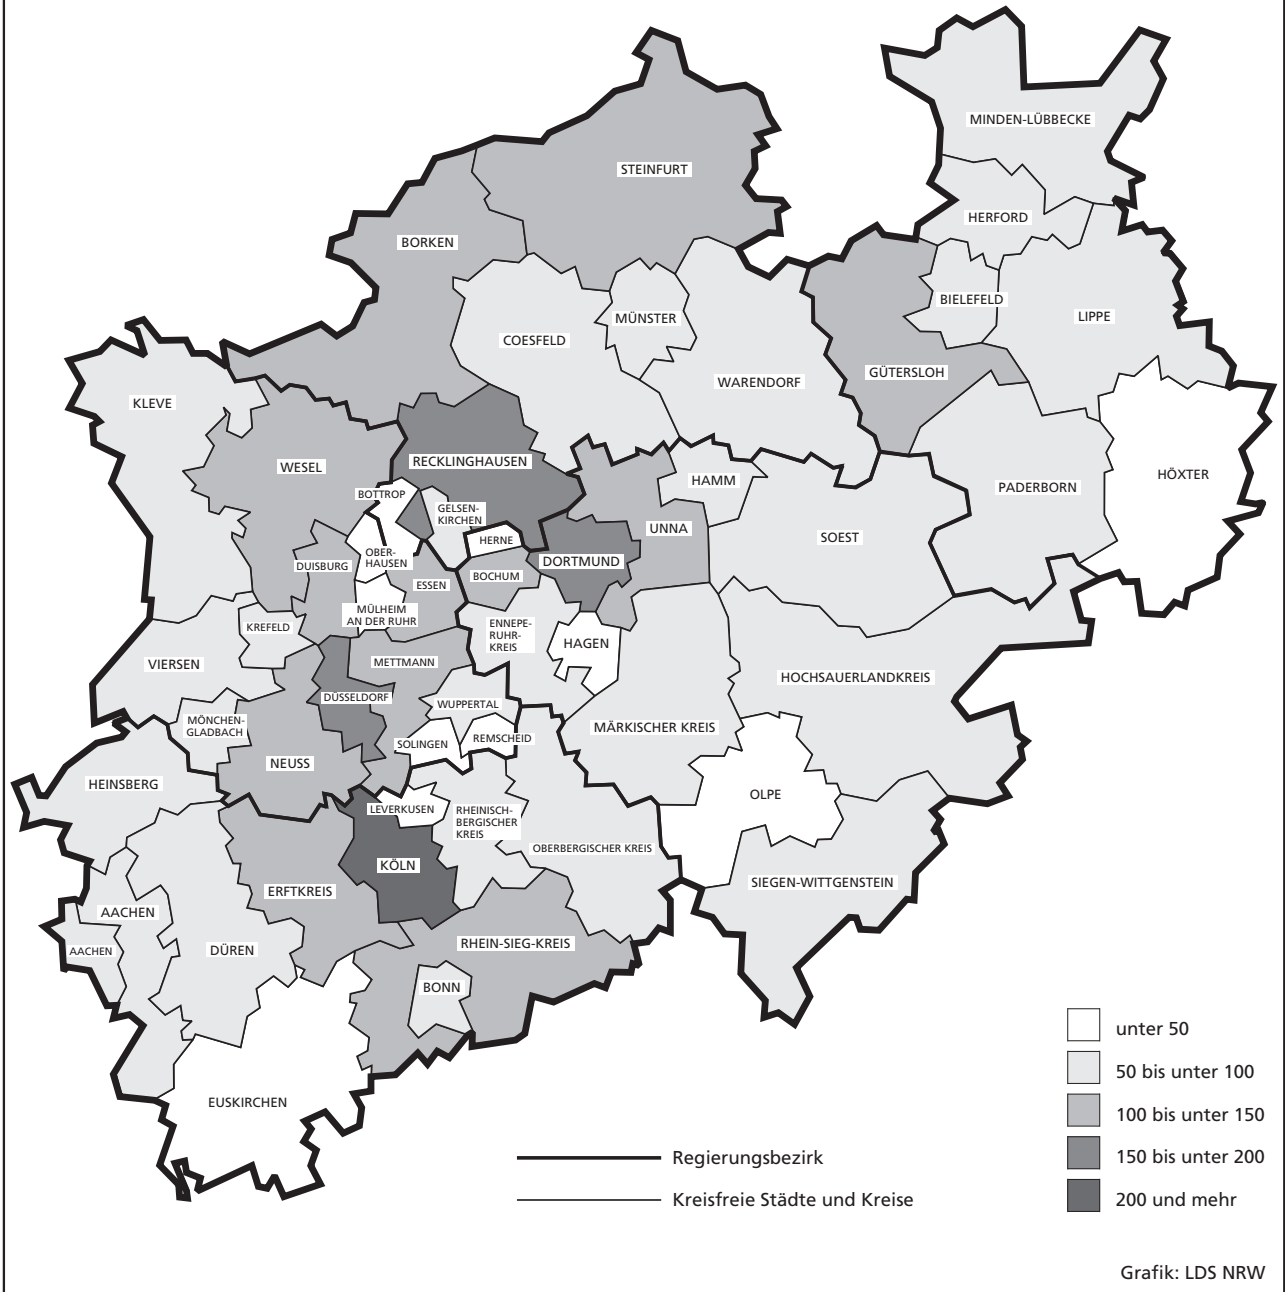 MINDEN-LÜBBECKE
STEINFURT
HERFORD
BORKEN
BIELEFELD
LIPPE
MÜNSTER
COESFELD
GÜTERSLOH
WARENDORF
KLEVE
RECKLINGHAUSEN
WESEL
HÖXTER
HAMM
PADERBORN
BOTTROP
GELSEN-
KIRCHEN
UNNA
SOEST
HERNE
OBER-
HAUSEN
DORTMUND
DUISBURG
BOCHUM
ESSEN
MÜLHEIM
AN DER RUHR
KREFELD
ENNEPE-
RUHR-
KREIS
HAGEN
VIERSEN
METTMANN
HOCHSAUERLANDKREIS
DÜSSELDORF
WUPPERTAL
MÖNCHEN-
GLADBACH
MÄRKISCHER KREIS
SOLINGEN
REMSCHEID
NEUSS
HEINSBERG
OLPE
LEVERKUSEN
RHEINISCH-
BERGISCHER
KREIS
OBERBERGISCHER KREIS
KÖLN
SIEGEN-WITTGENSTEIN
ERFTKREIS
AACHEN
RHEIN-SIEG-KREIS
AACHEN
DÜREN
BONN
EUSKIRCHEN
unter 50
50 bis unter 100
100 bis unter 150
150 bis unter 200
200 und mehr
Regierungsbezirk
Kreisfreie Städte und Kreise
Grafik: LDS NRW